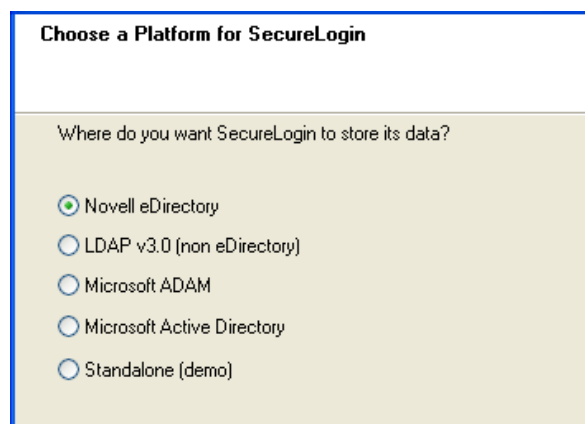 Choose a Platform for SecureLogin
Where do you want SecureLogin to store its data?
Novell eDirectory
LDAP v3.0 (non eDirectory)
Microsoft ADAM
Microsoft Active Directory
Standalone (demo)